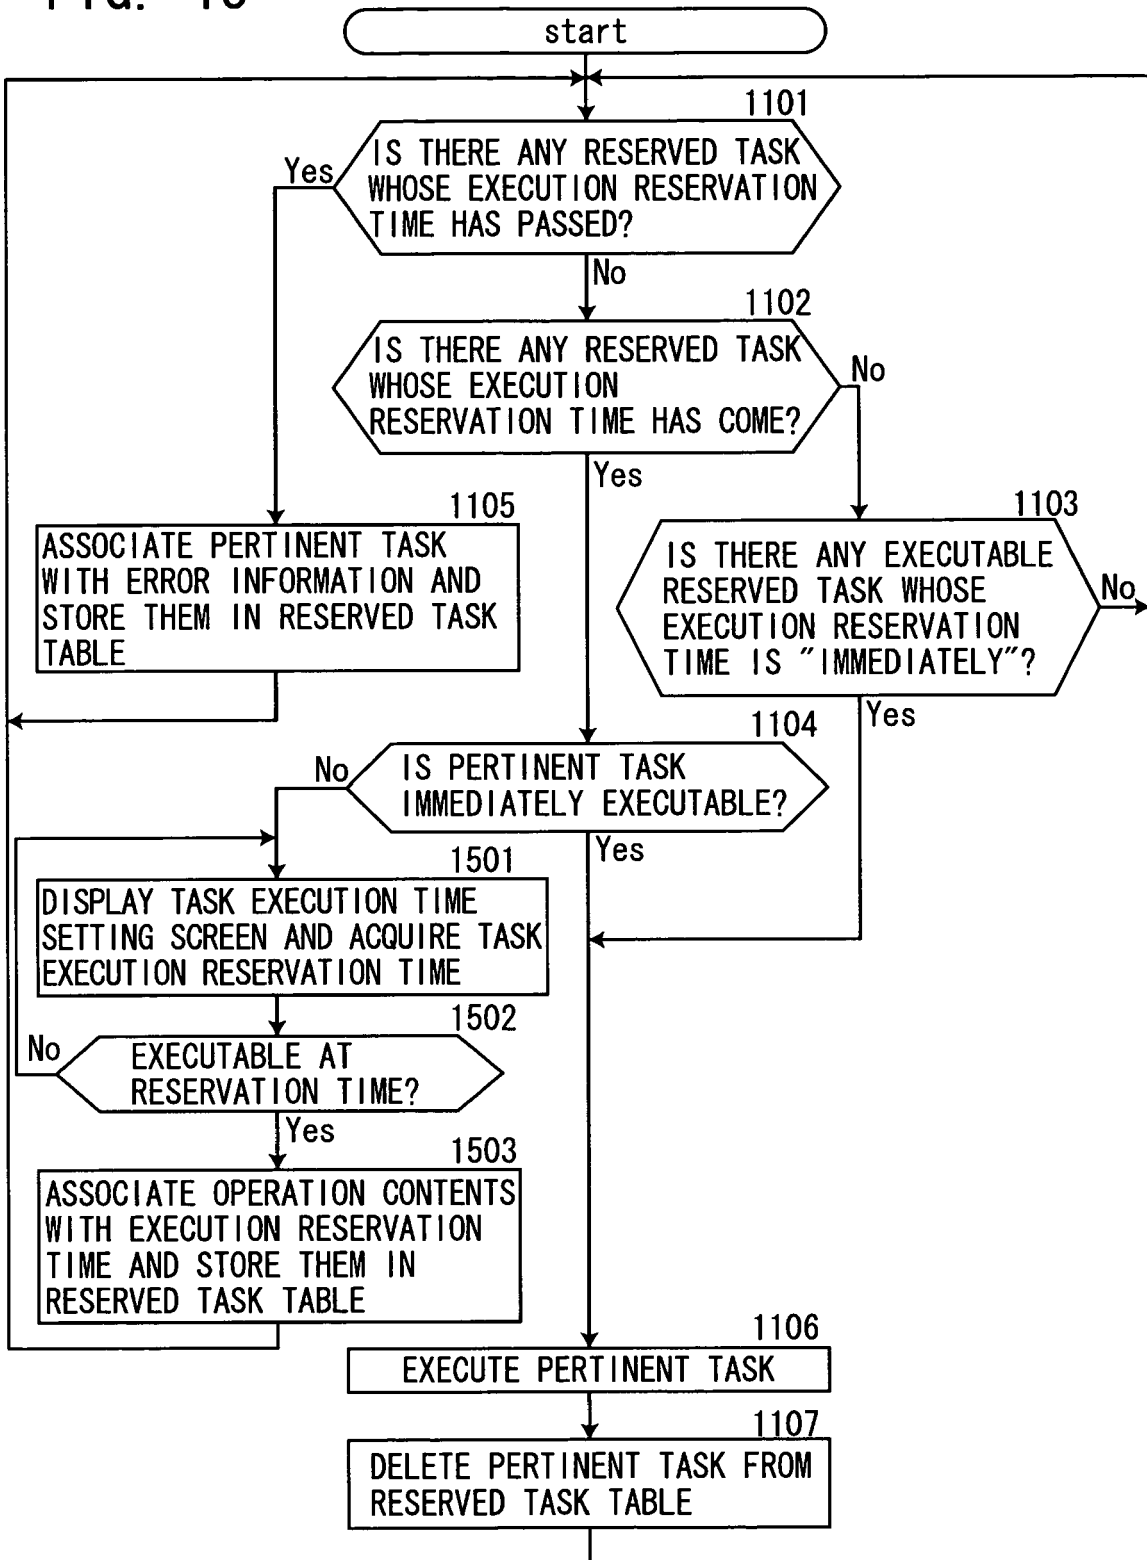 start
1101
IS THERE ANY RESERVED TASK
WHOSE EXECUTION RESERVATION
TIME HAS PASSED?
Yes
No
1102
IS THERE ANY RESERVED TASK
WHOSE EXECUTION
RESERVATION TIME HAS COME?
No
Yes
1105
ASSOCIATE PERTINENT TASK
WITH ERROR INFORMATION AND
STORE THEM IN RESERVED TASK
TABLE
1103
IS THERE ANY EXECUTABLE
RESERVED TASK WHOSE
EXECUTION RESERVATION
TIME IS "IMMEDIATELY"?
No
Yes
1104
IS PERTINENT TASK
IMMEDIATELY EXECUTABLE?
No
Yes
1501
DISPLAY TASK EXECUTION TIME
SETTING SCREEN AND ACQUIRE TASK
EXECUTION RESERVATION TIME
1502
EXECUTABLE AT
RESERVATION TIME?
No
Yes
1503
ASSOCIATE OPERATION CONTENTS
WITH EXECUTION RESERVATION
TIME AND STORE THEM IN
RESERVED TASK TABLE
1106
EXECUTE PERTINENT TASK
1107
DELETE PERTINENT TASK FROM
RESERVED TASK TABLE